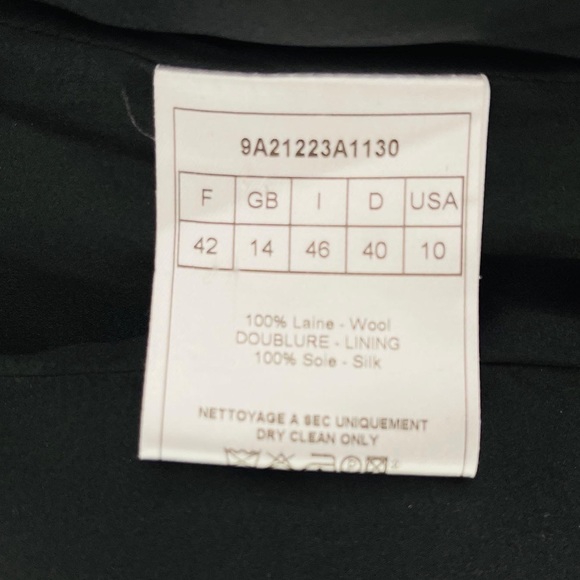 9A21223A1130
F GB I D USA
42 14 46 40 10
100% Laine - Wool
DOUBLURE - LINING
100% Soie - Silk
NETTOYAGE A SEC UNIQUEMENT
DRY CLEAN ONLY